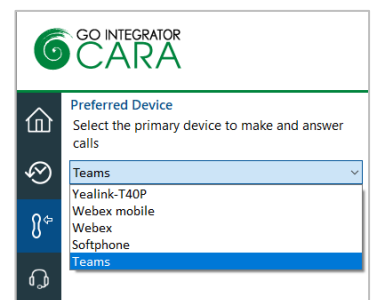 GO INTEGRATOR
CARA
Preferred Device
Select the primary device to make and answer
calls
Teams
Yealink-T40P
Webex mobile
Webex
Softphone
Teams